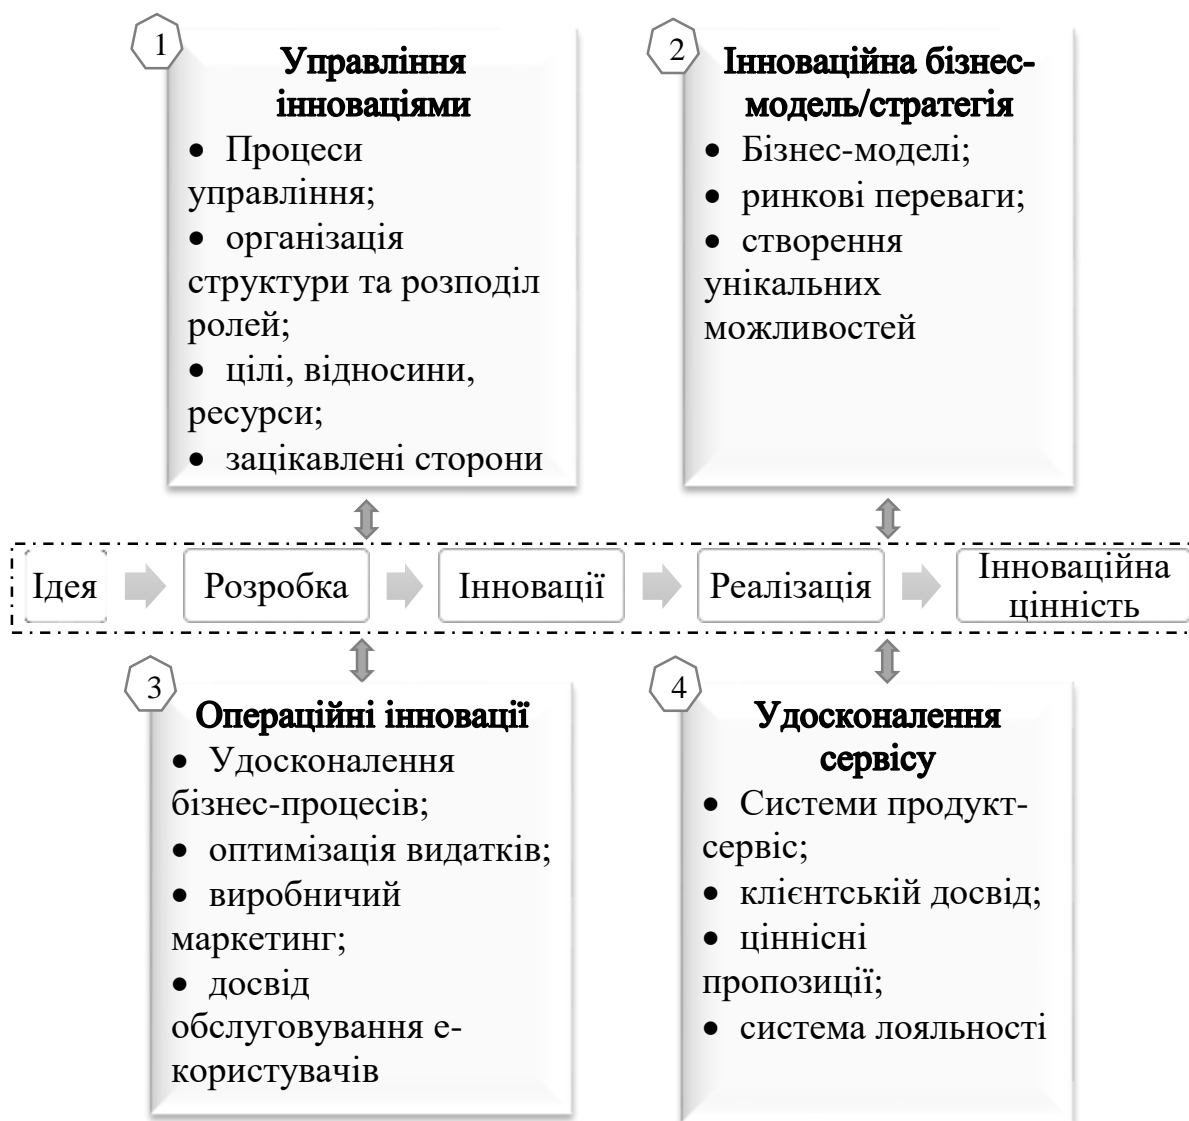 1
Управління
інноваціями
• Процеси
управління;
• організація
структури та розподіл
ролей;
• цілі, відносини,
ресурси;
• зацікавлені сторони
2
Інноваційна бізнес-
модель/стратегія
• Бізнес-моделі;
• ринкові переваги;
• створення
унікальних
можливостей
Ідея
Розробка
Інновації
Реалізація
Інноваційна
цінність
3
Операційні інновації
• Удосконалення
бізнес-процесів;
• оптимізація видатків;
• виробничий
маркетинг;
• досвід
обслуговування е-
користувачів
4
Удосконалення
сервісу
• Системи продукт-
сервіс;
• клієнтській досвід;
• ціннісні
пропозиції;
• система лояльності